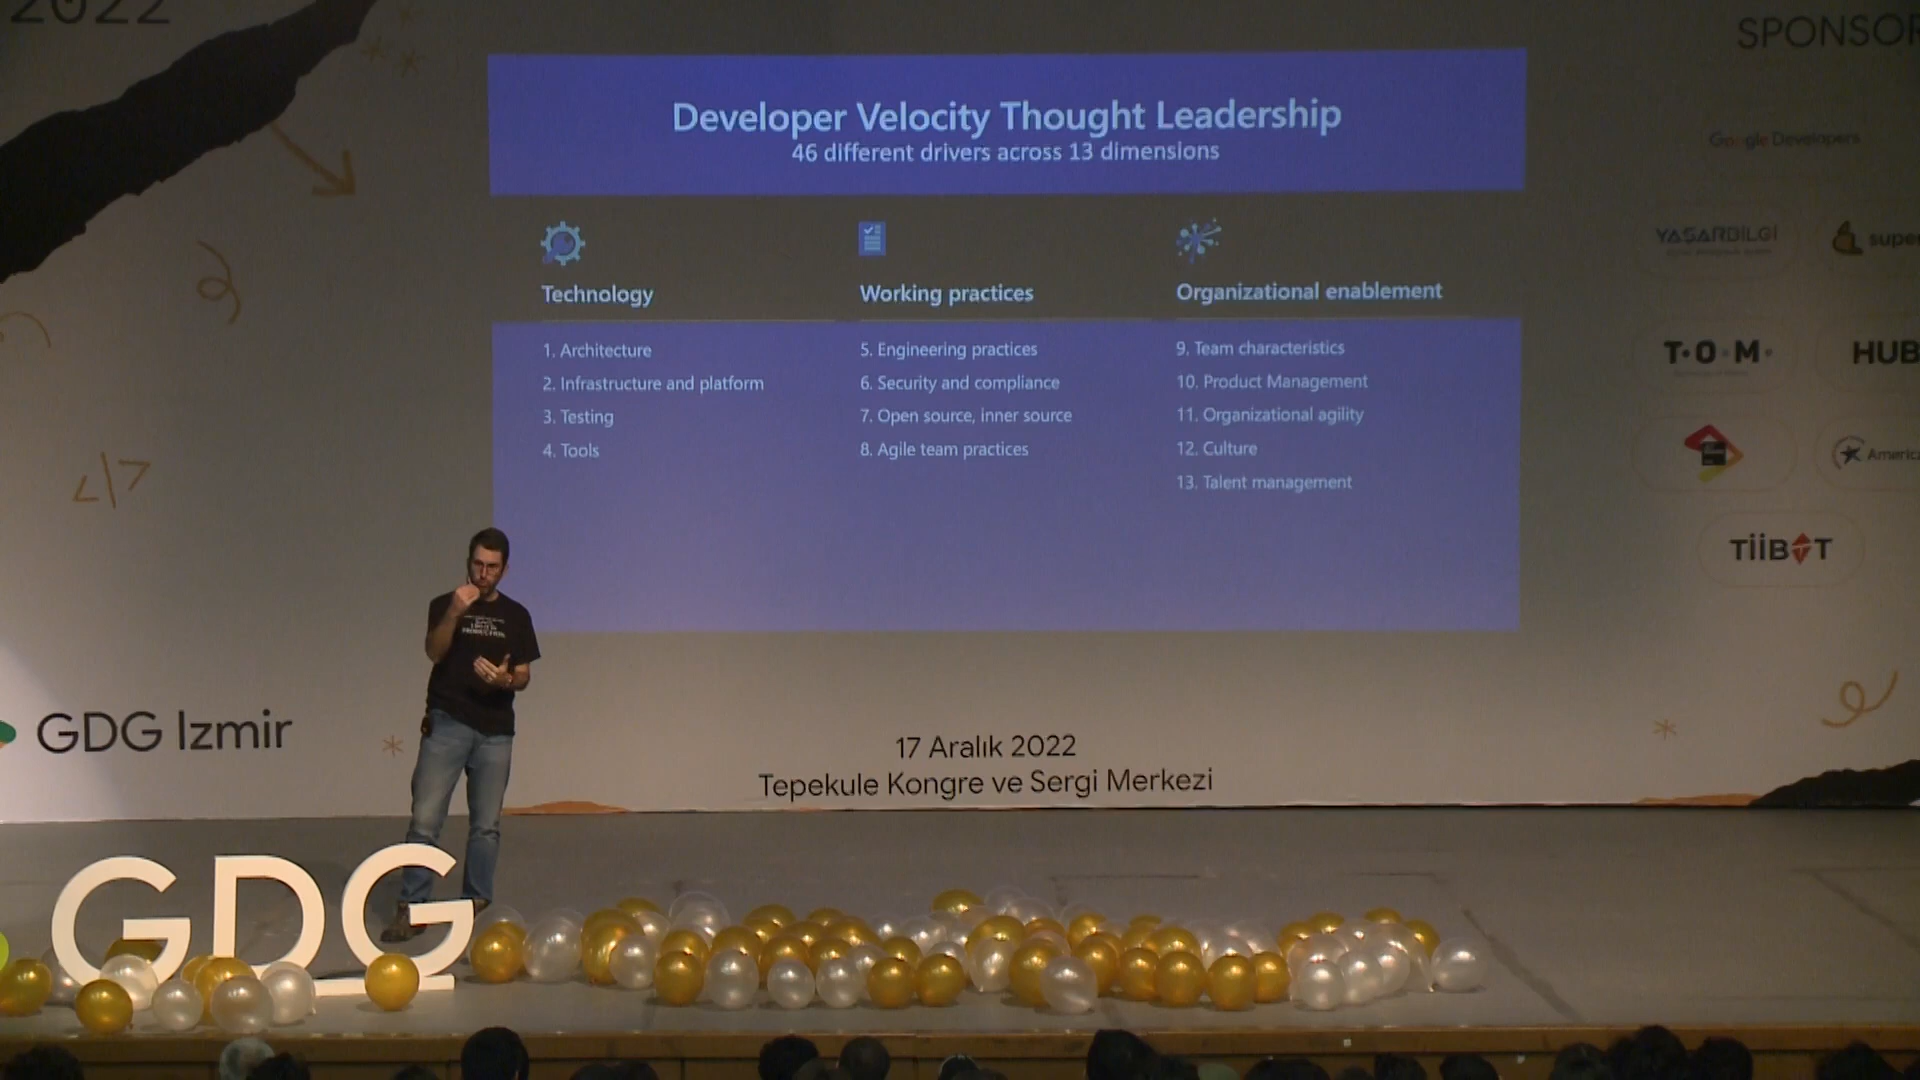 2022
SPONSOR
Developer Velocity Thought Leadership
46 different drivers across 13 dimensions
Google Developers
Technology
Working practices
Organizational enablement
1. Architecture
2. Infrastructure and platform
3. Testing
4. Tools
5. Engineering practices
6. Security and compliance
7. Open source, inner source
8. Agile team practices
9. Team characteristics
10. Product Management
11. Organizational agility
12. Culture
13. Talent management
YAŞARBİLGİ
super
T•O•M•
HUB
America
TİİBOT
PRODUCTION
GDG Izmir
17 Aralık 2022
Tepekule Kongre ve Sergi Merkezi
GDG